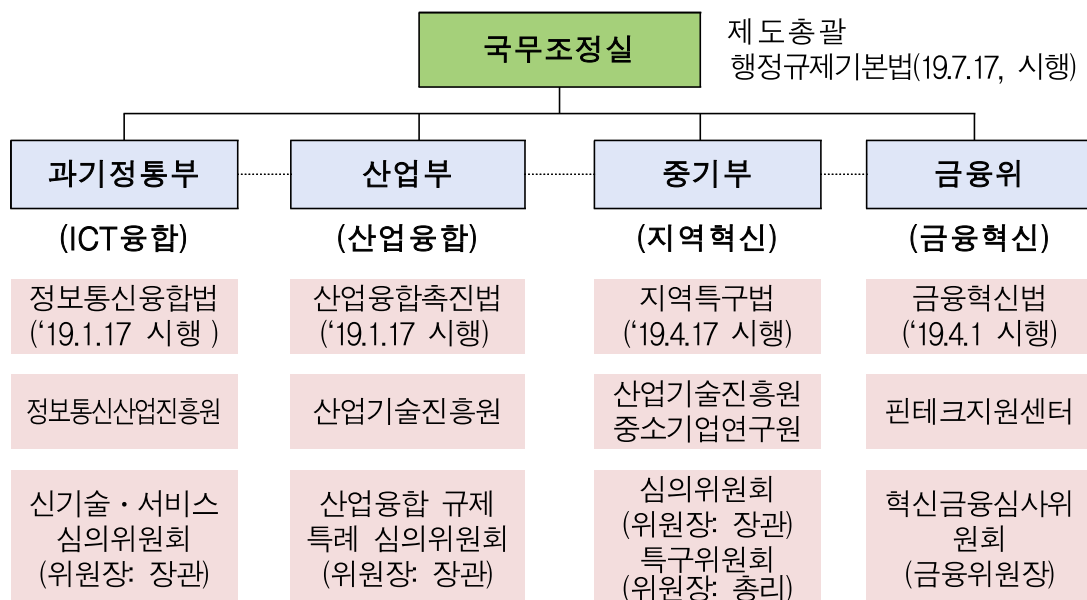 국무조정실
제도총괄
행정규제기본법(19.7.17, 시행)
과기정통부
산업부
중기부
금융위
(ICT융합)
(산업융합)
(지역혁신)
(금융혁신)
정보통신융합법
(‘19.1.17 시행 )
산업융합촉진법
(‘19.1.17 시행)
지역특구법
(‘19.4.17 시행)
금융혁신법
(‘19.4.1 시행)
정보통신산업진흥원
산업기술진흥원
산업기술진흥원
중소기업연구원
핀테크지원센터
신기술・서비스
심의위원회
(위원장: 장관)
산업융합 규제
특례 심의위원회
(위원장: 장관)
심의위원회
(위원장: 장관)
특구위원회
(위원장: 총리)
혁신금융심사위
원회
(금융위원장)